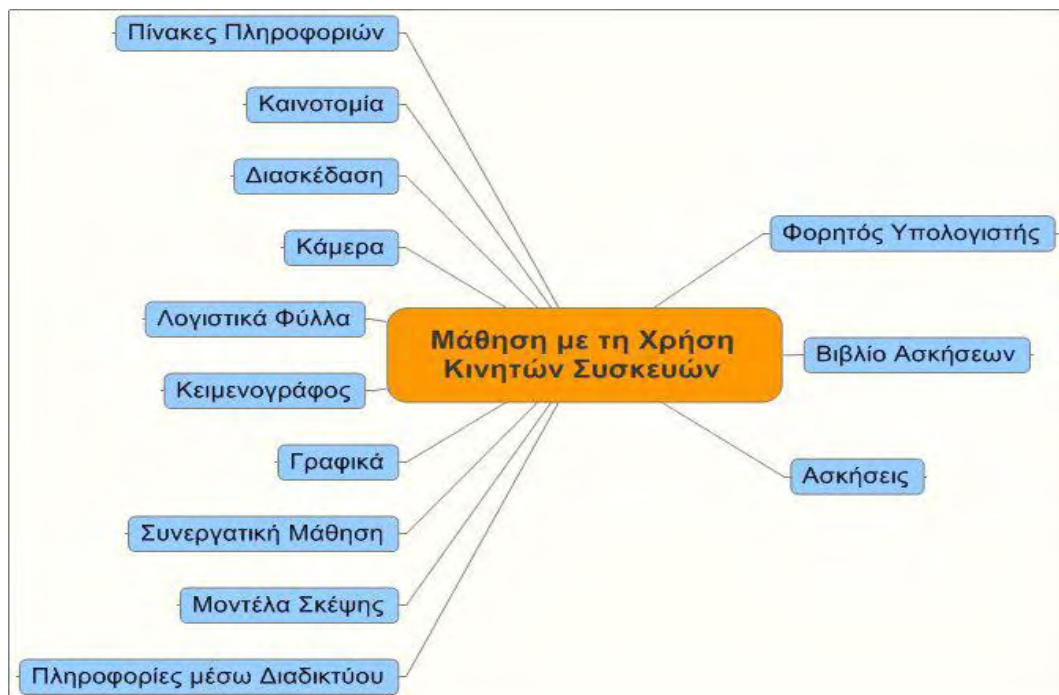 Πίνακες Πληροφοριών
Καινοτομία
Διασκέδαση
Κάμερα
Λογιστικά Φύλλα
Κειμενογράφος
Γραφικά
Συνεργατική Μάθηση
Μοντέλα Σκέψης
Πληροφορίες μέσω Διαδικτύου
Μάθηση με τη Χρήση
Κινητών Συσκευών
Φορητός Υπολογιστής
Βιβλίο Ασκήσεων
Ασκήσεις